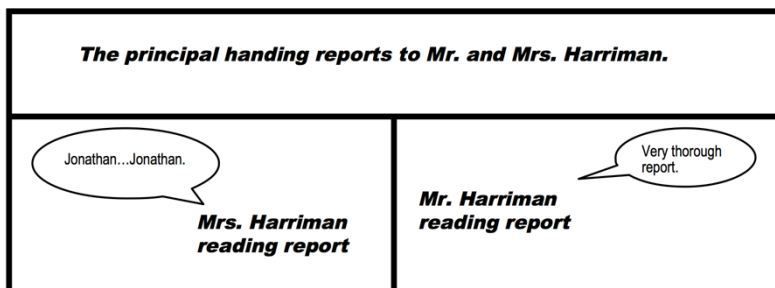 The principal handing reports to Mr. and Mrs. Harriman.
Jonathan…Jonathan.
Mrs. Harriman
reading report
Very thorough
report.
Mr. Harriman
reading report